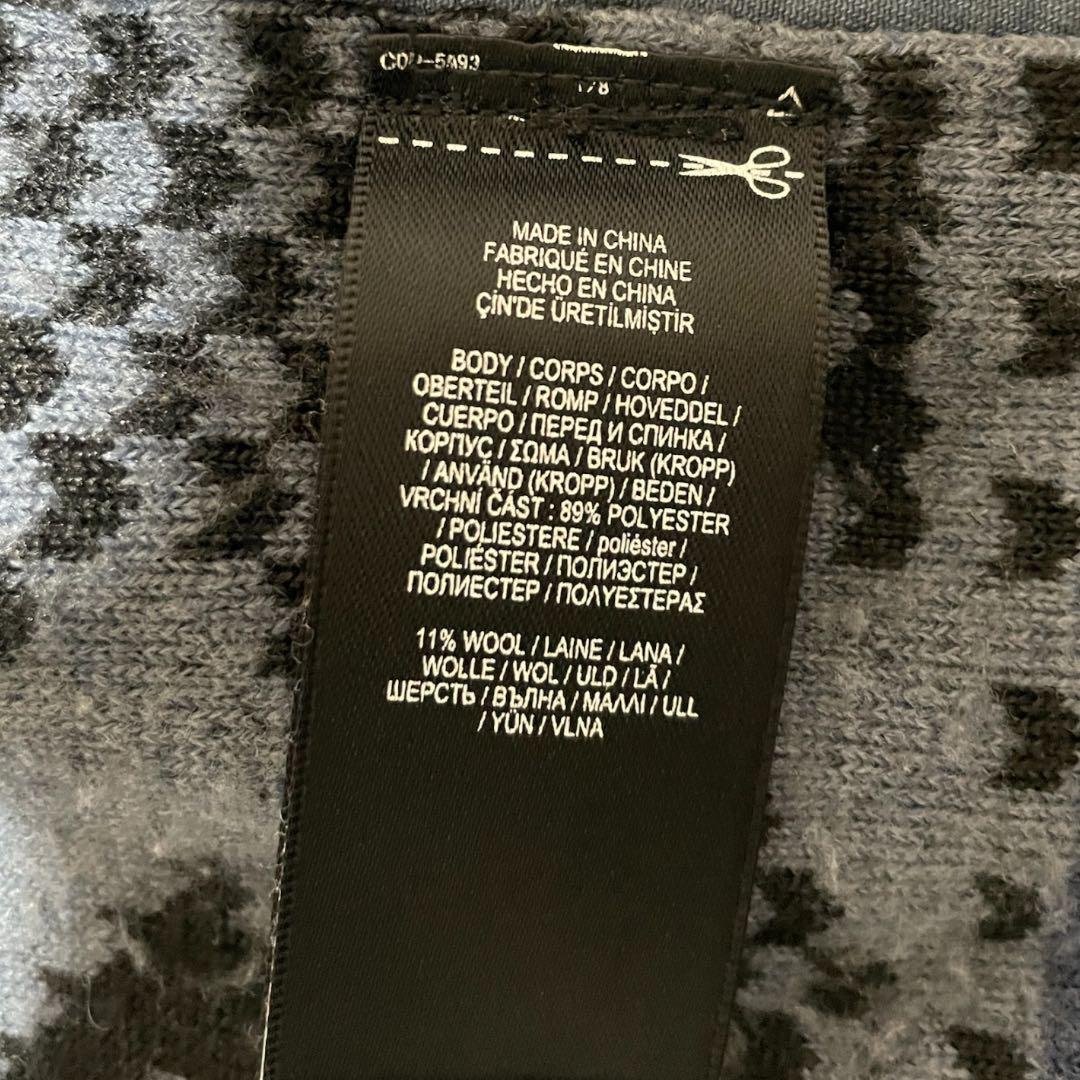 MADE IN CHINA
FABRIQUÉ EN CHINE
HECHO EN CHINA
ÇİN'DE ÜRETİLMİŞTİR
BODY / CORPS / CORPO /
OBERTEIL / ROMP / HOVEDDEL /
CUERPO / ПЕРЕД И СПИНКА /
КОРПУС / ΣΩΜΑ / BRUK (KROPP)
/ ANVÄND (KROPP) / BEDEN /
VRCHNÍ ČÁST : 89% POLYESTER
/ POLIESTERE / poliéster /
POLIÉSTER / ПОЛИЭСТЕР /
ПОЛИЕСТЕР / ΠΟΛΥΕΣΤΕΡΑΣ
11% WOOL / LAINE / LANA /
WOLLE / WOL / ULD / LÃ /
ШЕРСТЬ / ВЪЛНА / ΜΑΛΛΙ / ULL
/ YÜN / VLNA